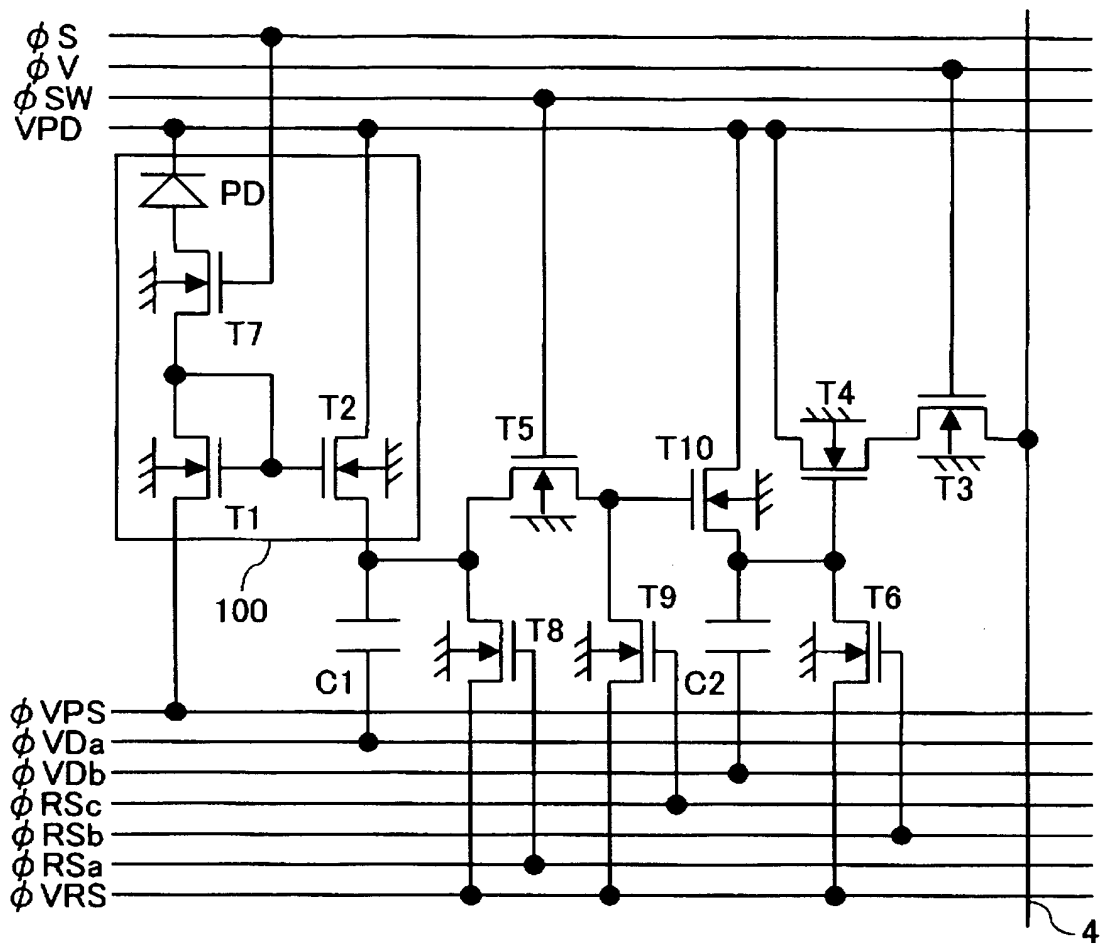 φS
φV
φSW
VPD
PD
T7
T2
T4
T5
T10
T3
T1
100
T9
T6
T8
C1
C2
φVPS
φVDa
φVDb
φRSc
φRSb
φRSa
φVRS
4